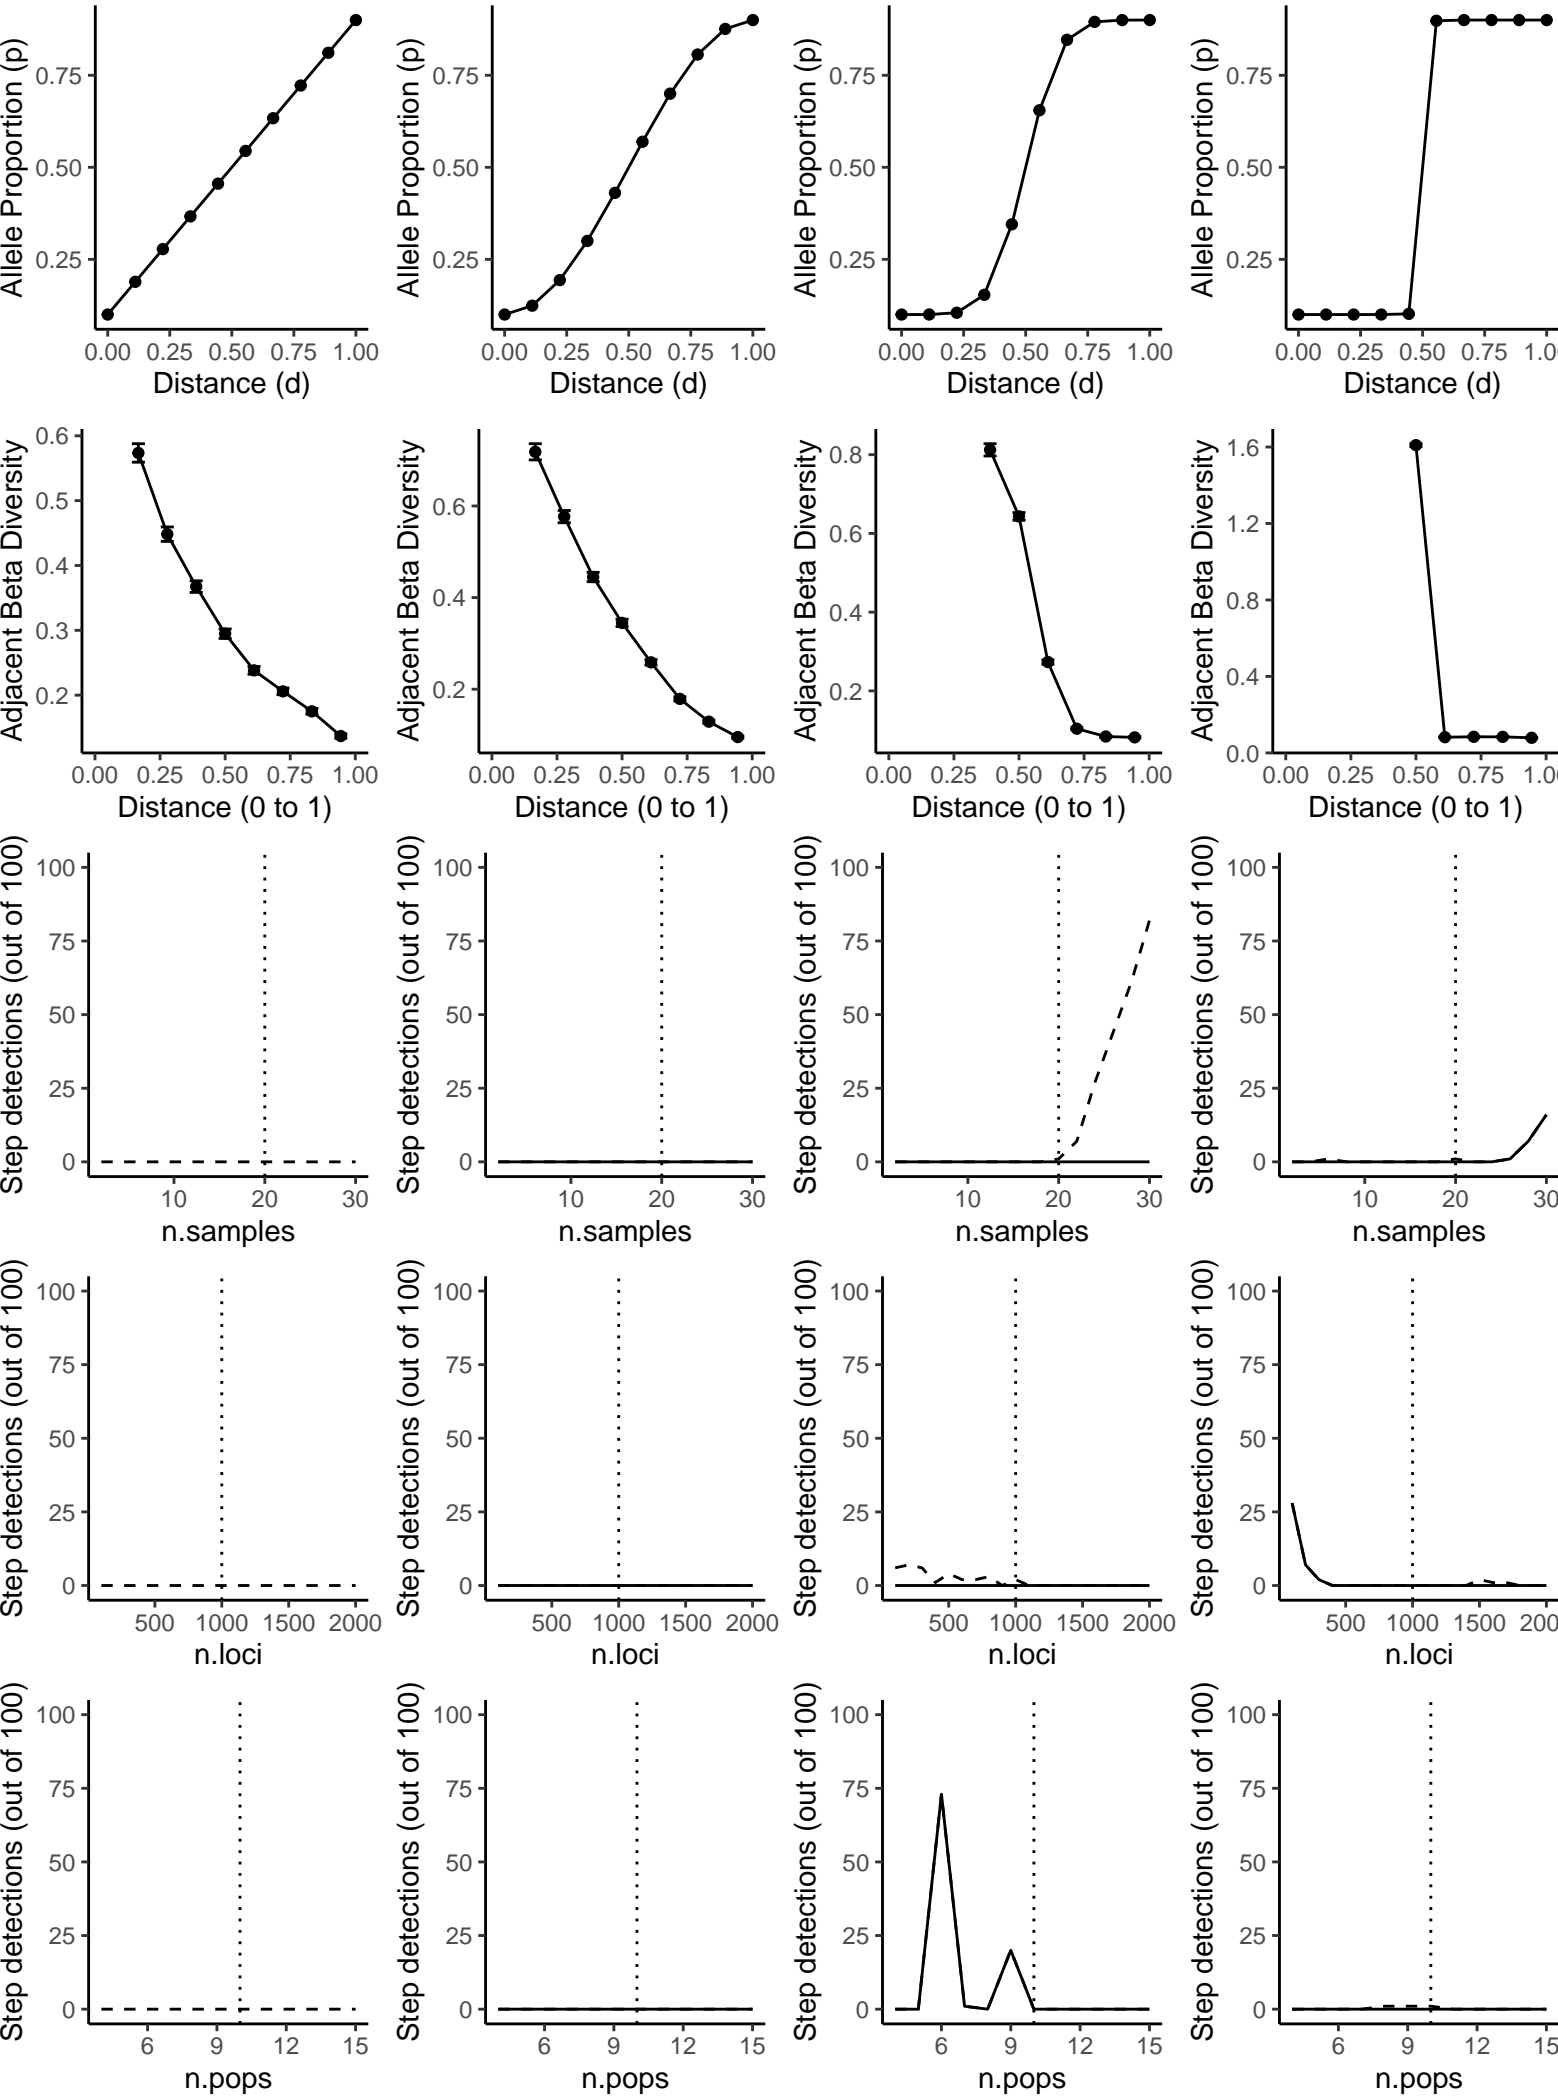 Allele Proportion (p)
0.75
0.50
0.25
0.00 0.25 0.50 0.75 1.00
Distance (d)
Allele Proportion (p)
0.75
0.50
0.25
0.00 0.25 0.50 0.75 1.00
Distance (d)
Allele Proportion (p)
0.75
0.50
0.25
0.00 0.25 0.50 0.75 1.00
Distance (d)
Allele Proportion (p)
0.75
0.50
0.25
0.00 0.25 0.50 0.75 1.0
Distance (d)
Adjacent Beta Diversity
0.6
0.5
0.4
0.3
0.2
0.00 0.25 0.50 0.75 1.00
Distance (0 to 1)
Adjacent Beta Diversity
0.6
0.4
0.2
0.00 0.25 0.50 0.75 1.00
Distance (0 to 1)
Adjacent Beta Diversity
0.8
0.6
0.4
0.2
0.00 0.25 0.50 0.75 1.00
Distance (0 to 1)
Adjacent Beta Diversity
1.6
1.2
0.8
0.4
0.0
0.00 0.25 0.50 0.75 1.0
Distance (0 to 1)
Step detections (out of 100)
100
75
50
25
0
10 20 30
n.samples
Step detections (out of 100)
100
75
50
25
0
10 20 30
n.samples
Step detections (out of 100)
100
75
50
25
0
10 20 30
n.samples
Step detections (out of 100)
100
75
50
25
0
10 20 30
n.samples
Step detections (out of 100)
100
75
50
25
0
500 1000 1500 2000
n.loci
Step detections (out of 100)
100
75
50
25
0
500 1000 1500 2000
n.loci
Step detections (out of 100)
100
75
50
25
0
500 1000 1500 2000
n.loci
Step detections (out of 100)
100
75
50
25
0
500 1000 1500 200
n.loci
Step detections (out of 100)
100
75
50
25
0
6 9 12 15
n.pops
Step detections (out of 100)
100
75
50
25
0
6 9 12 15
n.pops
Step detections (out of 100)
100
75
50
25
0
6 9 12 15
n.pops
Step detections (out of 100)
100
75
50
25
0
6 9 12 15
n.pops